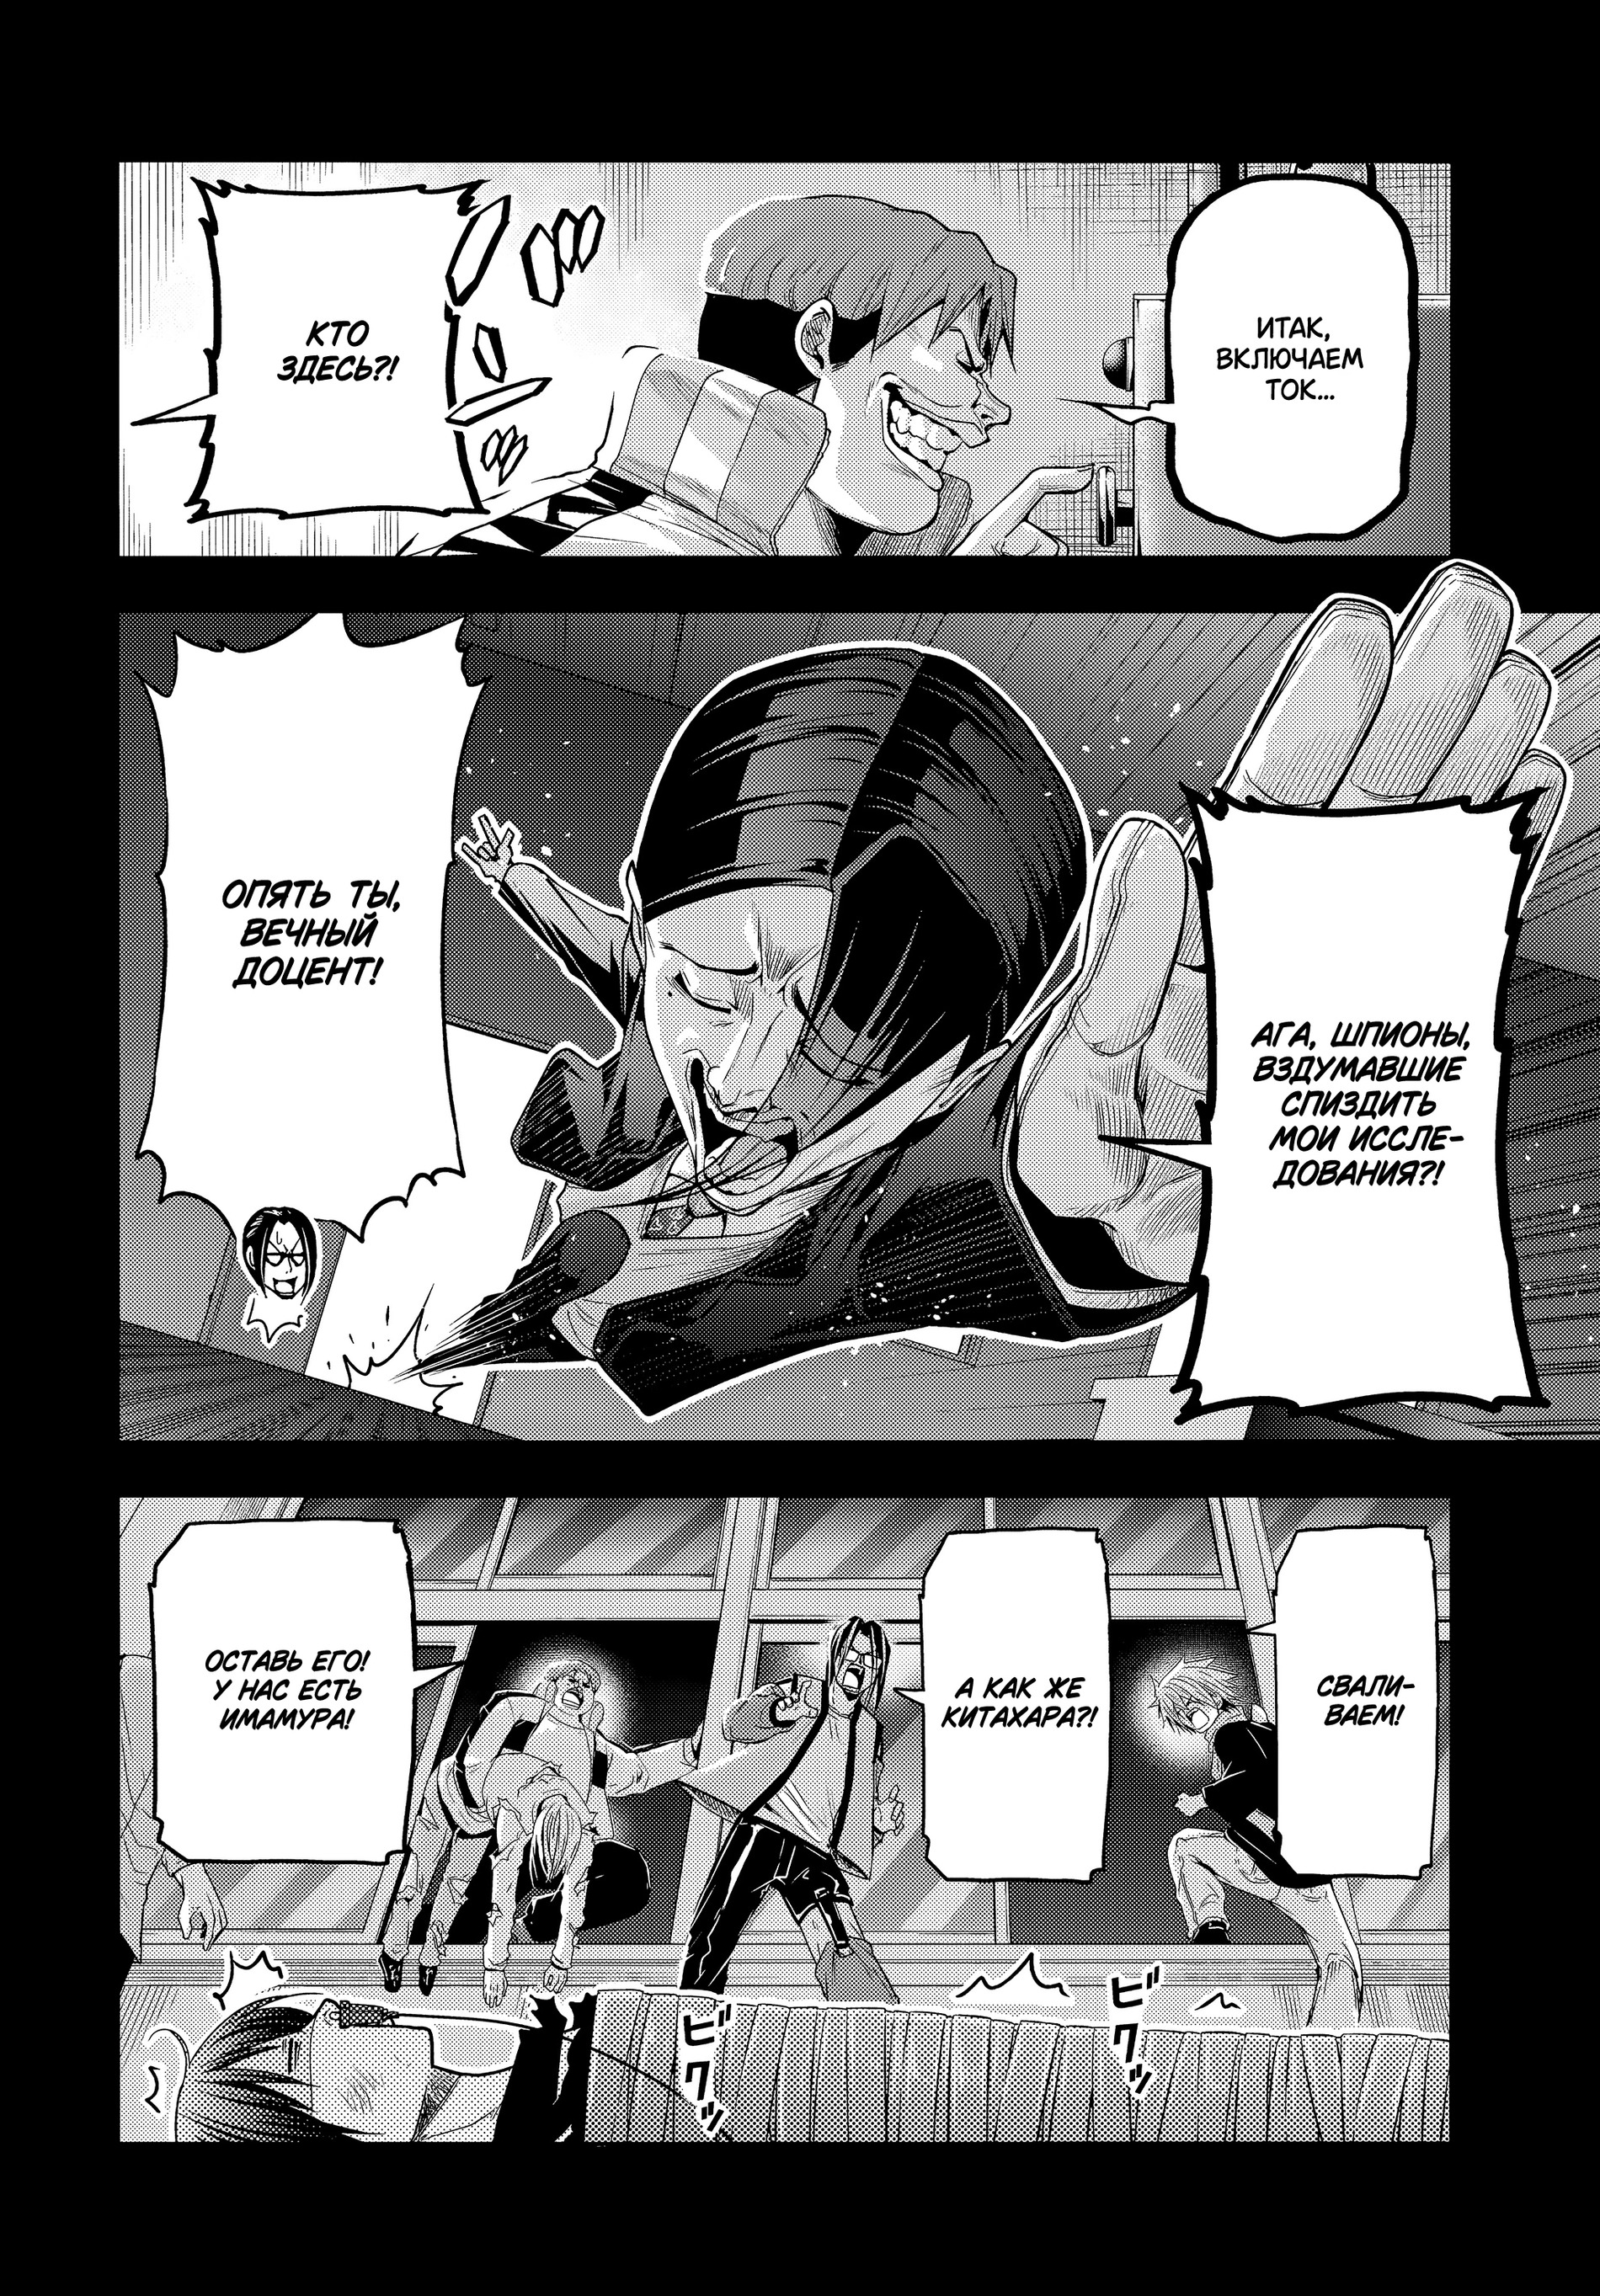 ИТАК,
ВКЛЮЧАЕМ
ТОК...
КТО
ЗДЕСЬ?!
АГА, ШПИОНЫ,
ВЗДУМАВШИЕ
СПИЗДИТЬ
МОИ ИССЛЕ-
ДОВАНИЯ?!
ОПЯТЬ ТЫ,
ВЕЧНЫЙ
ДОЦЕНТ!
СВАЛИ-
ВАЕМ!
А КАК ЖЕ
КИТАХАРА?!
ОСТАВЬ ЕГО!
У НАС ЕСТЬ
ИМАМУРА!
ビクッ
ビクッ